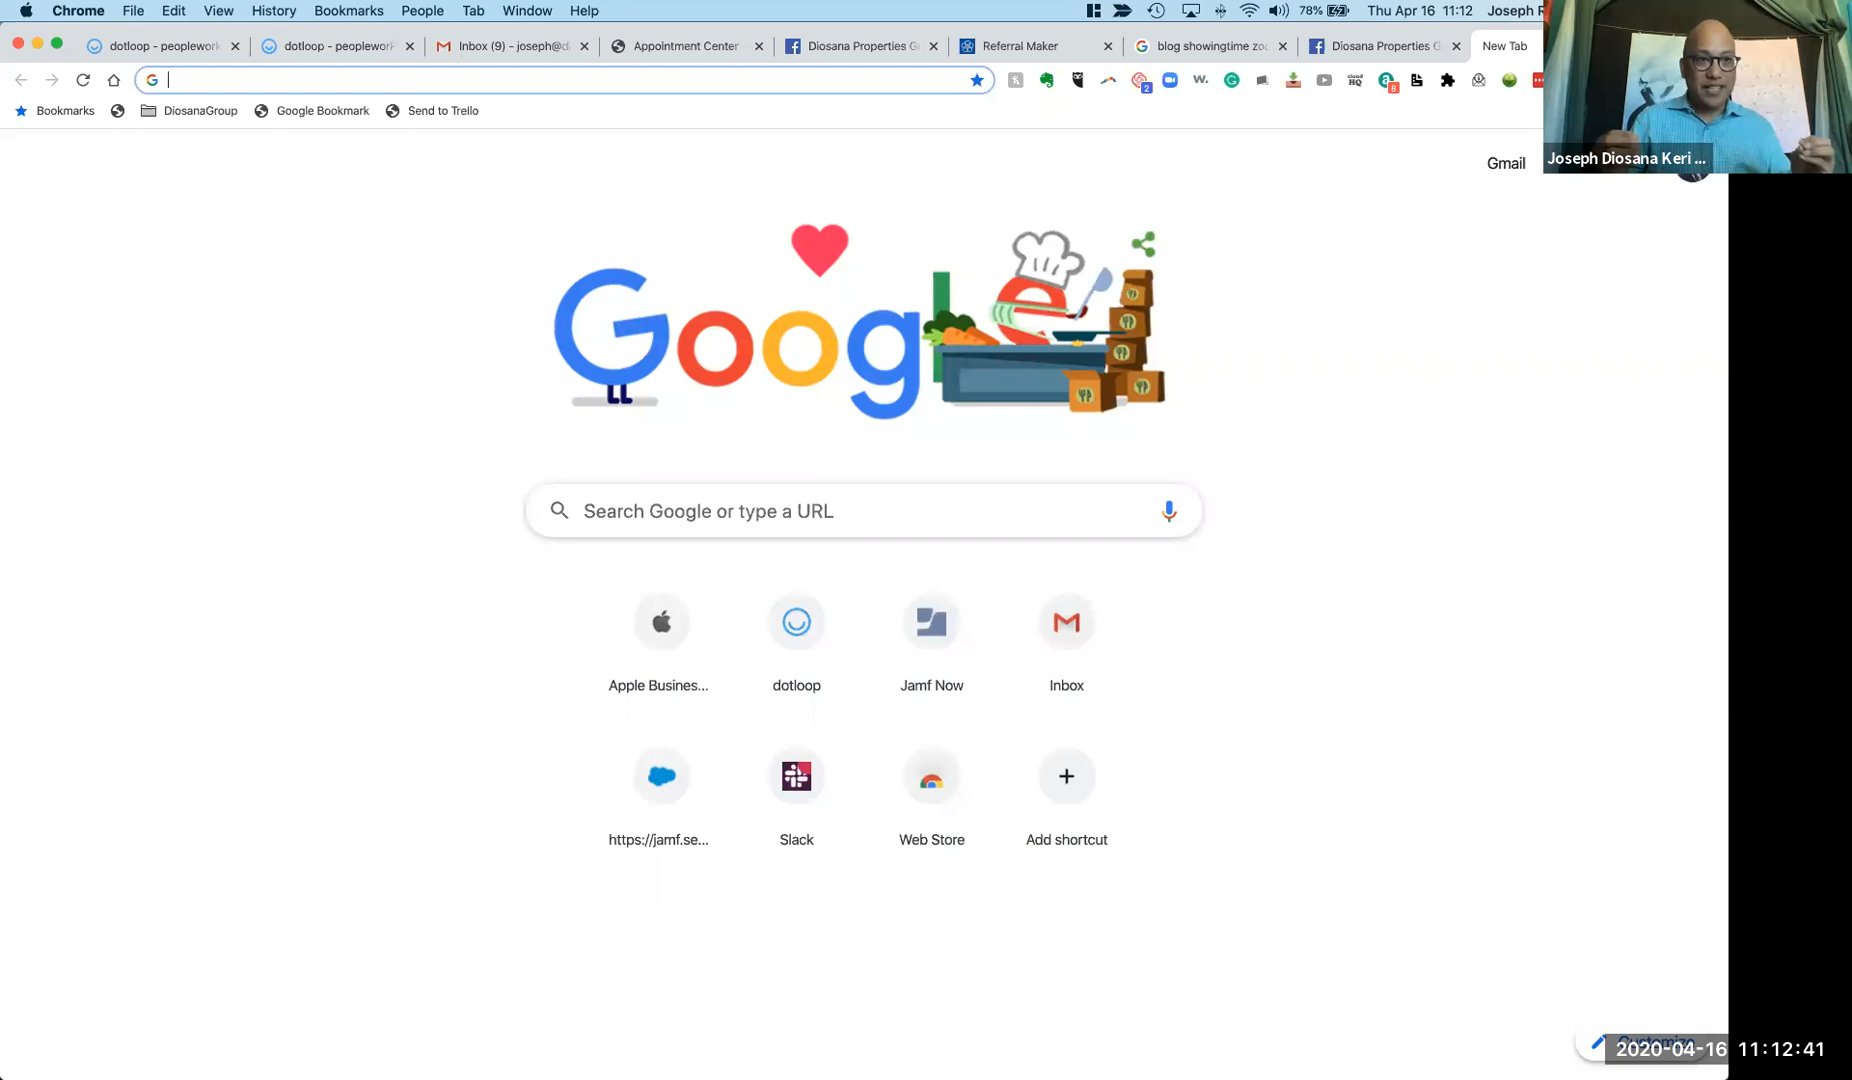 Chrome File Edit View History Bookmarks People Tab Window Help 78% Thu Apr 16 11:12 Joseph R
dotloop - peoplework dotloop - peoplework Inbox (9) - joseph@d Appointment Center Diosana Properties G Referral Maker blog showingtime zo Diosana Properties G New Tab
Bookmarks DiosanaGroup Google Bookmark Send to Trello
Joseph Diosana Keri ...
Gmail
Google
Search Google or type a URL
Apple Busines... dotloop Jamf Now Inbox
https://jamf.se... Slack Web Store Add shortcut
Customize
2020-04-16 11:12:41